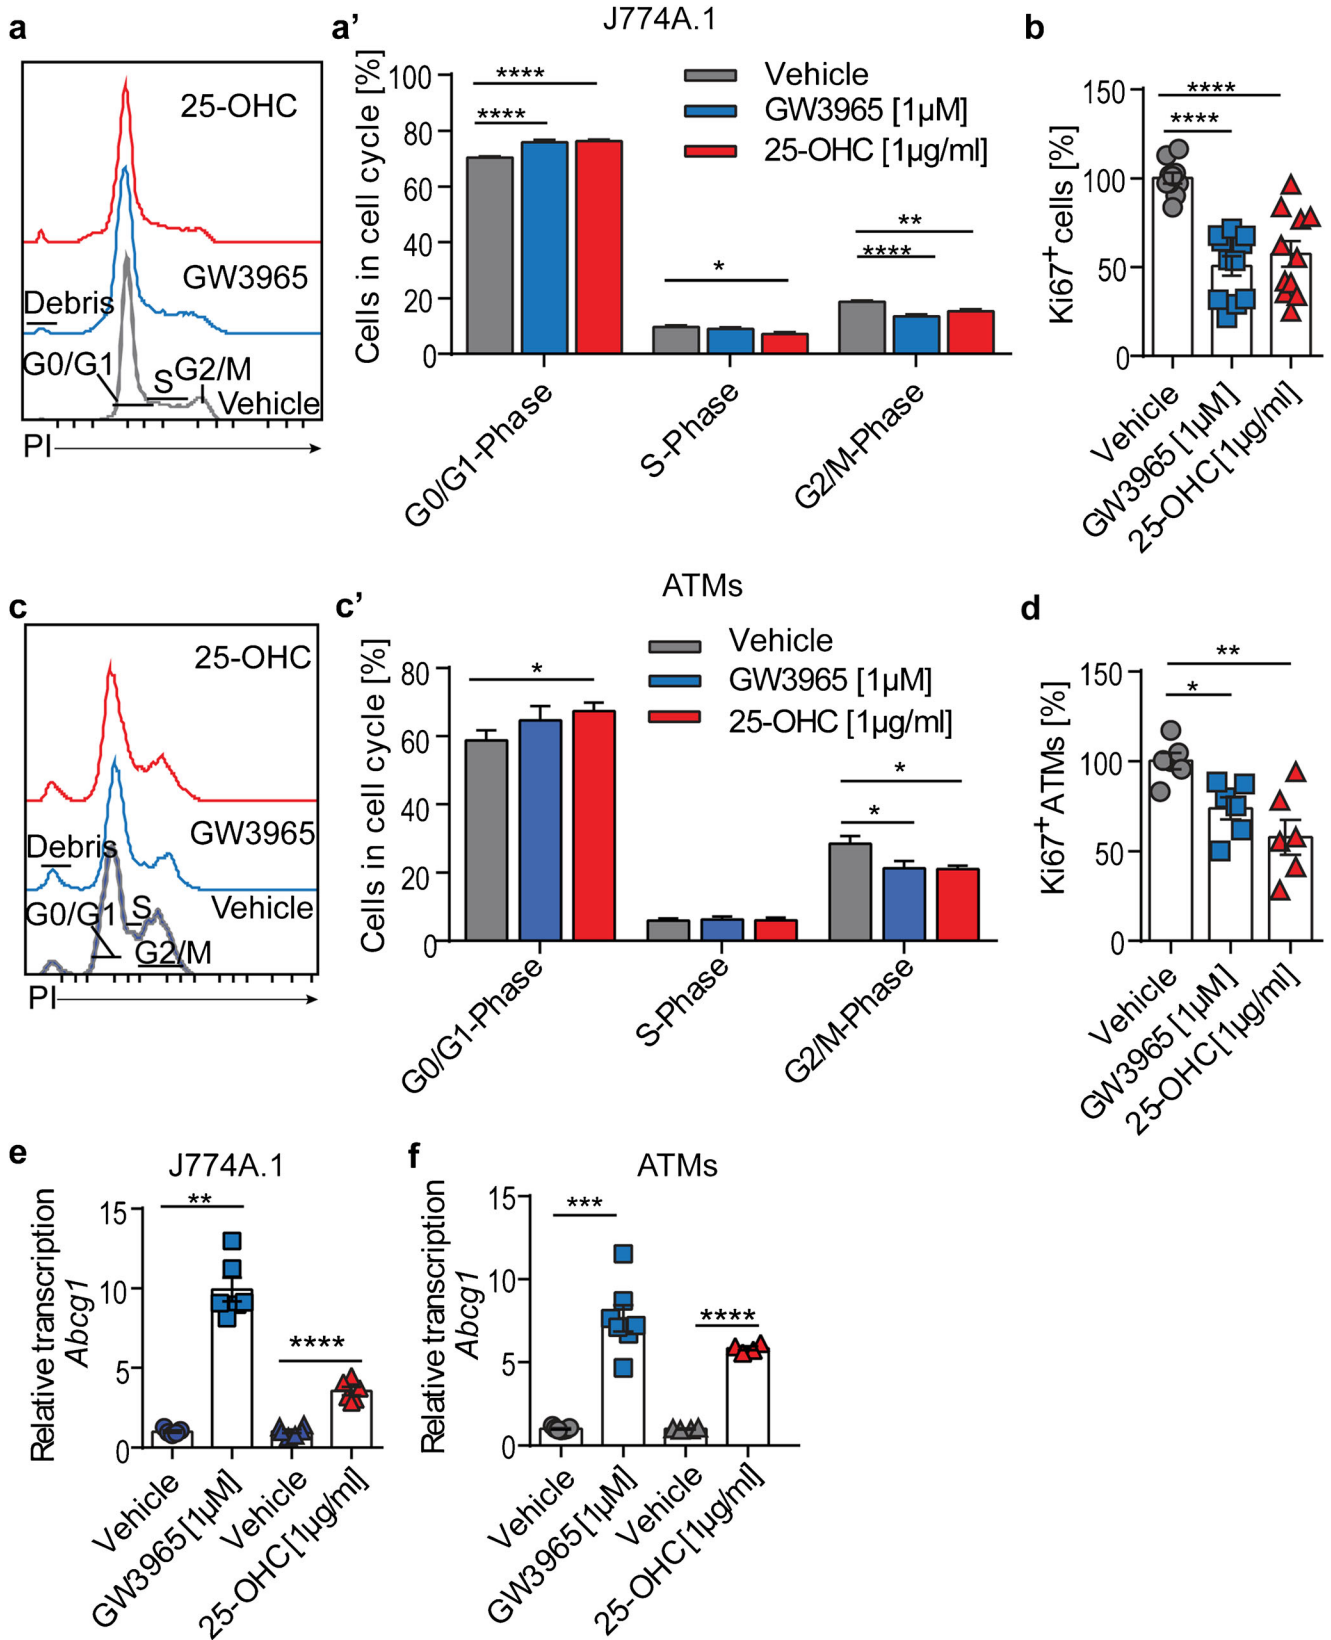 a
25-OHC
GW3965
Debris
G0/G1
S
G2/M
Vehicle
PI
a’
J774A.1
Cells in cell cycle [%]
100
80
60
40
20
0
****
****
*
**
****
Vehicle
GW3965 [1µM]
25-OHC [1µg/ml]
G0/G1-Phase
S-Phase
G2/M-Phase
b
Ki67+ cells [%]
150
100
50
0
****
****
Vehicle
GW3965 [1µM]
25-OHC [1µg/ml]
c
25-OHC
GW3965
Debris
Vehicle
G0/G1
S
G2/M
PI
c’
ATMs
Cells in cell cycle [%]
80
60
40
20
0
*
*
*
Vehicle
GW3965 [1µM]
25-OHC [1µg/ml]
G0/G1-Phase
S-Phase
G2/M-Phase
d
Ki67+ ATMs [%]
150
100
50
0
**
*
Vehicle
GW3965 [1µM]
25-OHC [1µg/ml]
e
J774A.1
Relative transcription
Abcg1
15
10
5
0
**
****
Vehicle
GW3965 [1µM]
Vehicle
25-OHC [1µg/ml]
f
ATMs
Relative transcription
Abcg1
15
10
5
0
***
****
Vehicle
GW3965 [1µM]
Vehicle
25-OHC [1µg/ml]